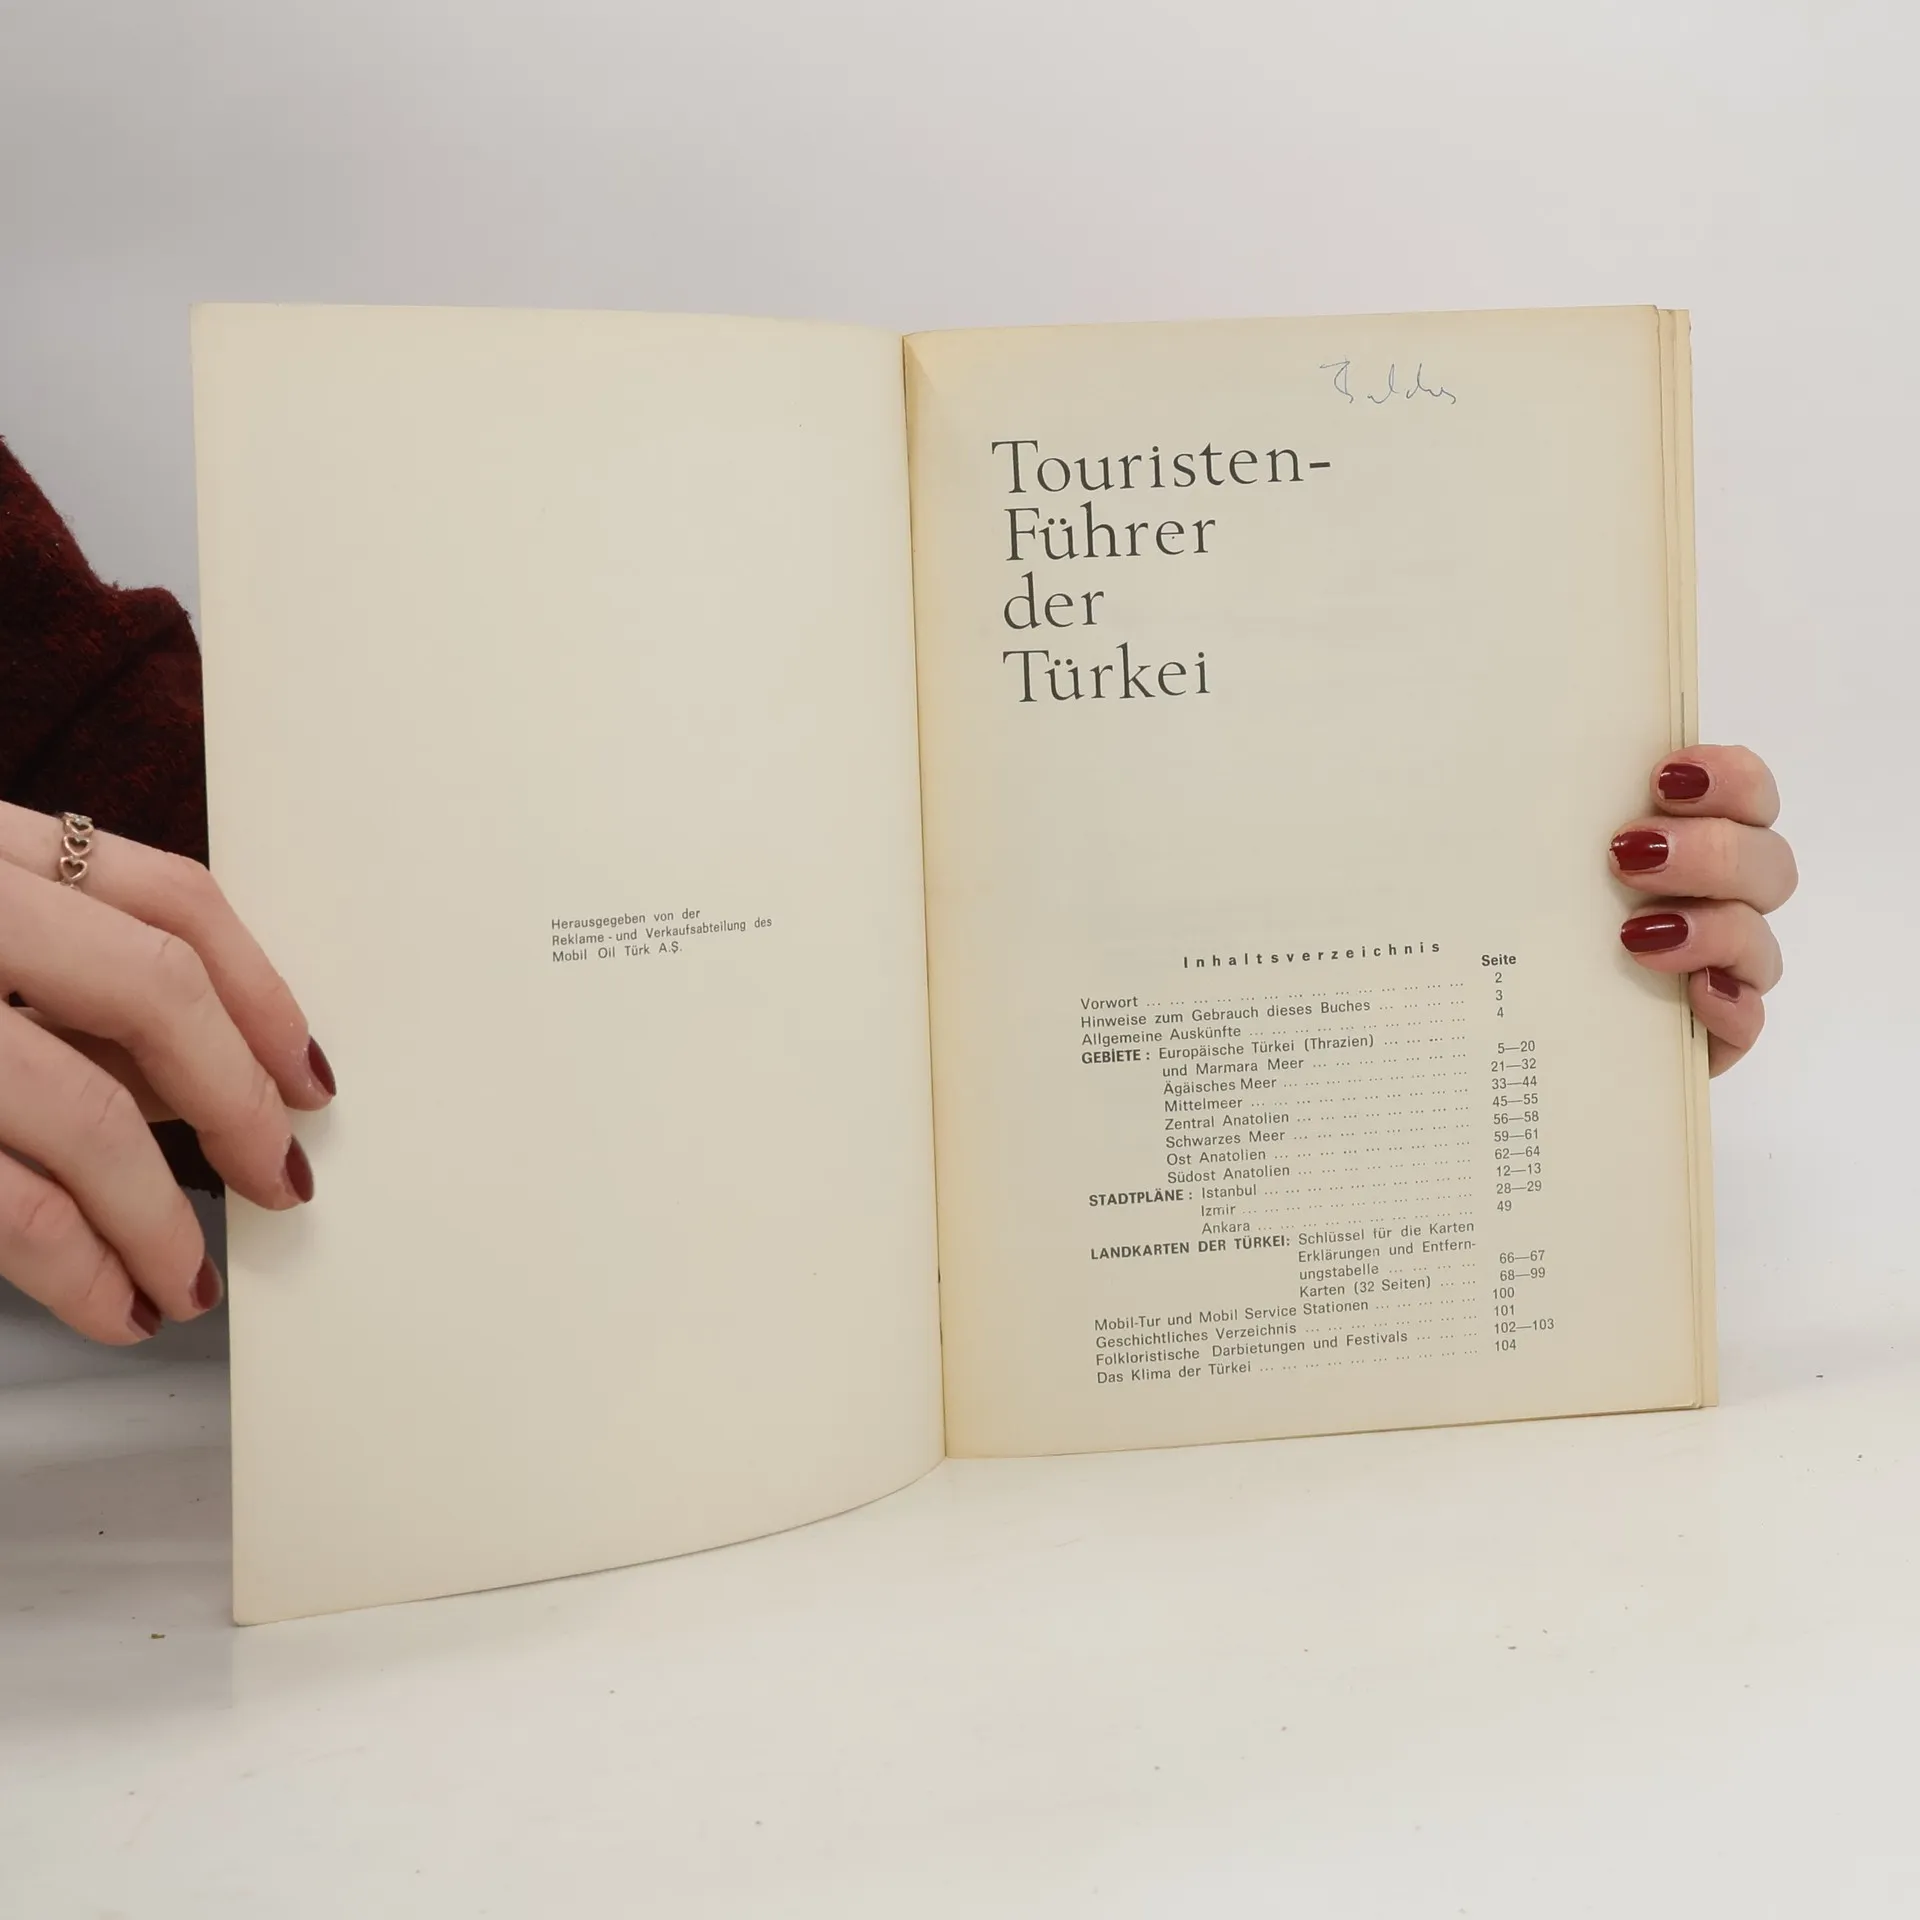 Herausgegeben von der
Reklame - und Verkaufsabteilung des
Mobil Oil Türk A.Ş.
Touristen-
Führer
der
Türkei
Inhaltsverzeichnis
Seite
Vorwort ... ... ... ... ... ... ... ... ... ... ... ... ... ... 2
Hinweise zum Gebrauch dieses Buches ... ... ... ... 3
Allgemeine Auskünfte ... ... ... ... ... ... ... ... ... ... 4
GEBİETE : Europäische Türkei (Thrazien) ... ... ... ...
und Marmara Meer ... ... ... ... ... ... ... 5—20
Ägäisches Meer ... ... ... ... ... ... ... ... 21—32
Mittelmeer ... ... ... ... ... ... ... ... ... ... 33—44
Zentral Anatolien ... ... ... ... ... ... ... ... 45—55
Schwarzes Meer ... ... ... ... ... ... ... ... 56—58
Ost Anatolien ... ... ... ... ... ... ... ... ... 59—61
Südost Anatolien ... ... ... ... ... ... ... ... 62—64
STADTPLÄNE : Istanbul ... ... ... ... ... ... ... ... ... 12—13
Izmir ... ... ... ... ... ... ... ... ... ... 28—29
Ankara ... ... ... ... ... ... ... ... ... ... 49
LANDKARTEN DER TÜRKEI: Schlüssel für die Karten
Erklärungen und Entfern-
ungstabelle ... ... ... ... 66—67
Karten (32 Seiten) ... ... 68—99
Mobil-Tur und Mobil Service Stationen ... ... ... ... ... 100
Geschichtliches Verzeichnis ... ... ... ... ... ... ... ... 101
Folkloristische Darbietungen und Festivals ... ... ... 102—103
Das Klima der Türkei ... ... ... ... ... ... ... ... ... ... 104